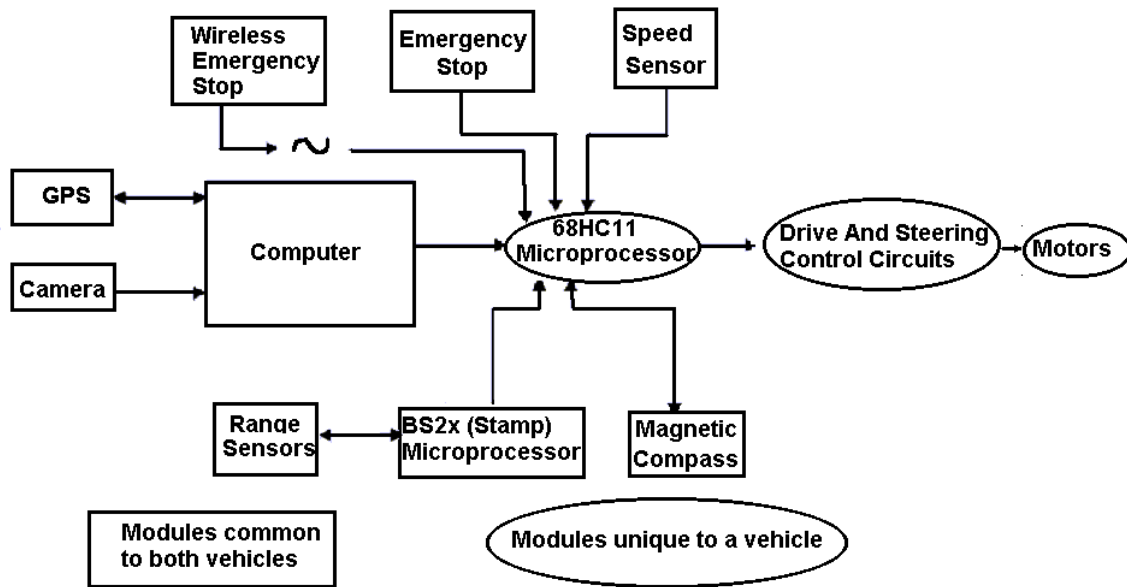 Wireless
Emergency
Stop
Emergency
Stop
Speed
Sensor
GPS
Camera
Computer
68HC11
Microprocessor
Drive And Steering
Control Circuits
Motors
Range
Sensors
BS2x (Stamp)
Microprocessor
Magnetic
Compass
Modules common
to both vehicles
Modules unique to a vehicle